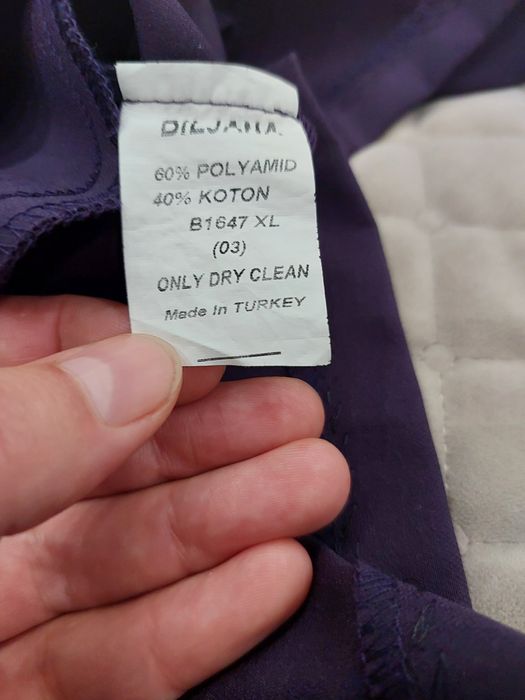 60% POLYAMID
40% KOTON
B1647 XL
(03)
ONLY DRY CLEAN
Made In TURKEY